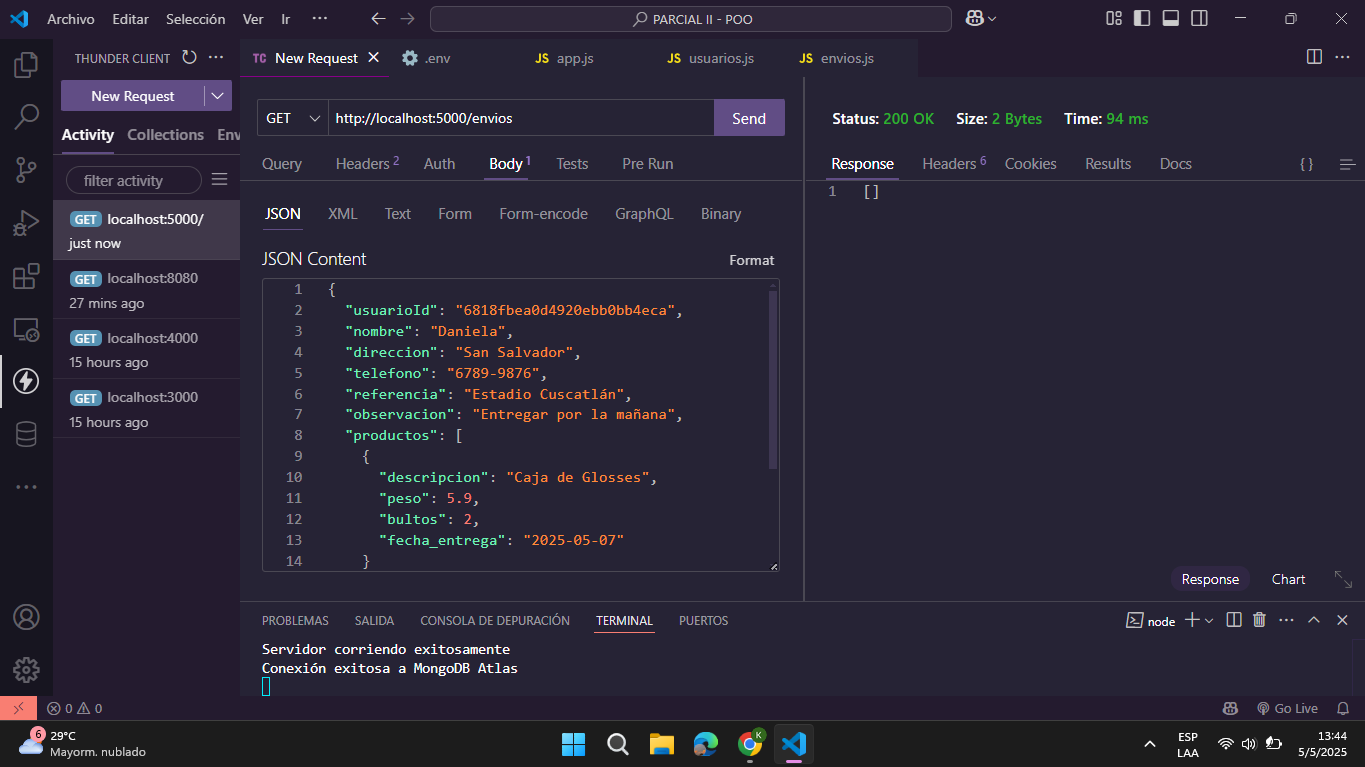 Archivo Editar Selección Ver Ir ··· PARCIAL II - POO
THUNDER CLIENT ···
New Request
Activity Collections Env
filter activity
GET localhost:5000/
just now
GET localhost:8080
27 mins ago
GET localhost:4000
15 hours ago
GET localhost:3000
15 hours ago
TC New Request .env JS app.js JS usuarios.js JS envios.js ···
GET http://localhost:5000/envios Send
Query Headers 2 Auth Body 1 Tests Pre Run
JSON XML Text Form Form-encode GraphQL Binary
JSON Content Format
1 {
2 "usuarioId": "6818fbea0d4920ebb0bb4eca",
3 "nombre": "Daniela",
4 "direccion": "San Salvador",
5 "telefono": "6789-9876",
6 "referencia": "Estadio Cuscatlán",
7 "observacion": "Entregar por la mañana",
8 "productos": [
9 {
10 "descripcion": "Caja de Glosses",
11 "peso": 5.9,
12 "bultos": 2,
13 "fecha_entrega": "2025-05-07"
14 }
Status: 200 OK Size: 2 Bytes Time: 94 ms
Response Headers 6 Cookies Results Docs { }
1 []
Response Chart
PROBLEMAS SALIDA CONSOLA DE DEPURACIÓN TERMINAL PUERTOS node ···
Servidor corriendo exitosamente
Conexión exitosa a MongoDB Atlas
0 0 Go Live
6 29°C
Mayorm. nublado
K
ESP
LAA
13:44
5/5/2025